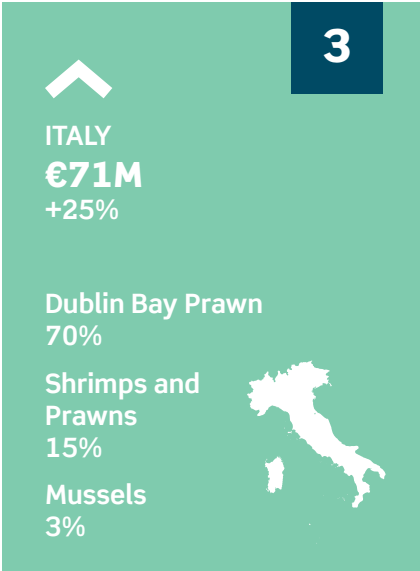 3
ITALY
€71M
+25%
Dublin Bay Prawn
70%
Shrimps and
Prawns
15%
Mussels
3%